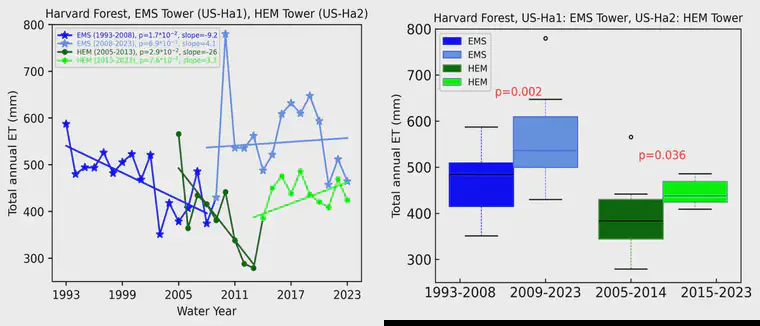 Harvard Forest, EMS Tower (US-Ha1), HEM Tower (US-Ha2)
800
700
600
500
400
300
Total annual ET (mm)
EMS (1993-2008), p=1.7*10⁻², slope=-9.2
EMS (2008-2023), p=6.9*10⁻¹, slope=4.1
HEM (2005-2013), p=2.9*10⁻², slope=-26
HEM (2015-2023), p=7.6*10⁻², slope=3.3
1993
1999
2005
2011
2017
2023
Water Year
Harvard Forest, US-Ha1: EMS Tower, US-Ha2: HEM Tower
800
700
600
500
400
300
Total annual ET (mm)
EMS
EMS
HEM
HEM
p=0.002
p=0.036
1993-2008
2009-2023
2005-2014
2015-2023